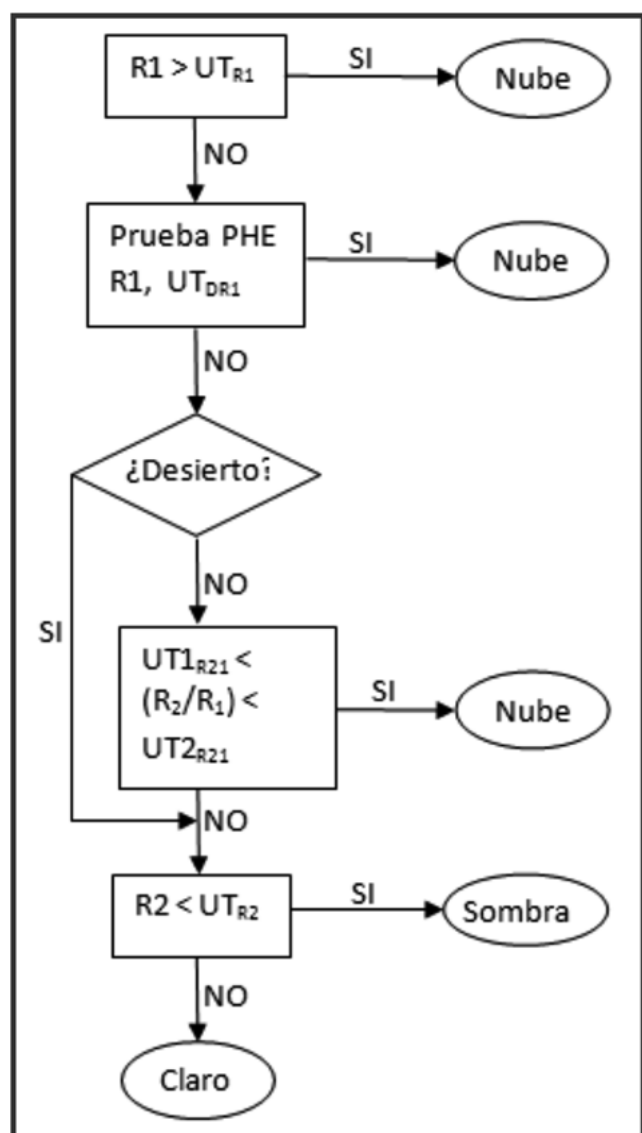 R1 > UTR1
SI
Nube
NO
Prueba PHE
R1, UTDR1
SI
Nube
NO
¿Desierto?
NO
SI
UT1R21 <
(R2/R1) <
UT2R21
SI
Nube
NO
R2 < UTR2
SI
Sombra
NO
Claro